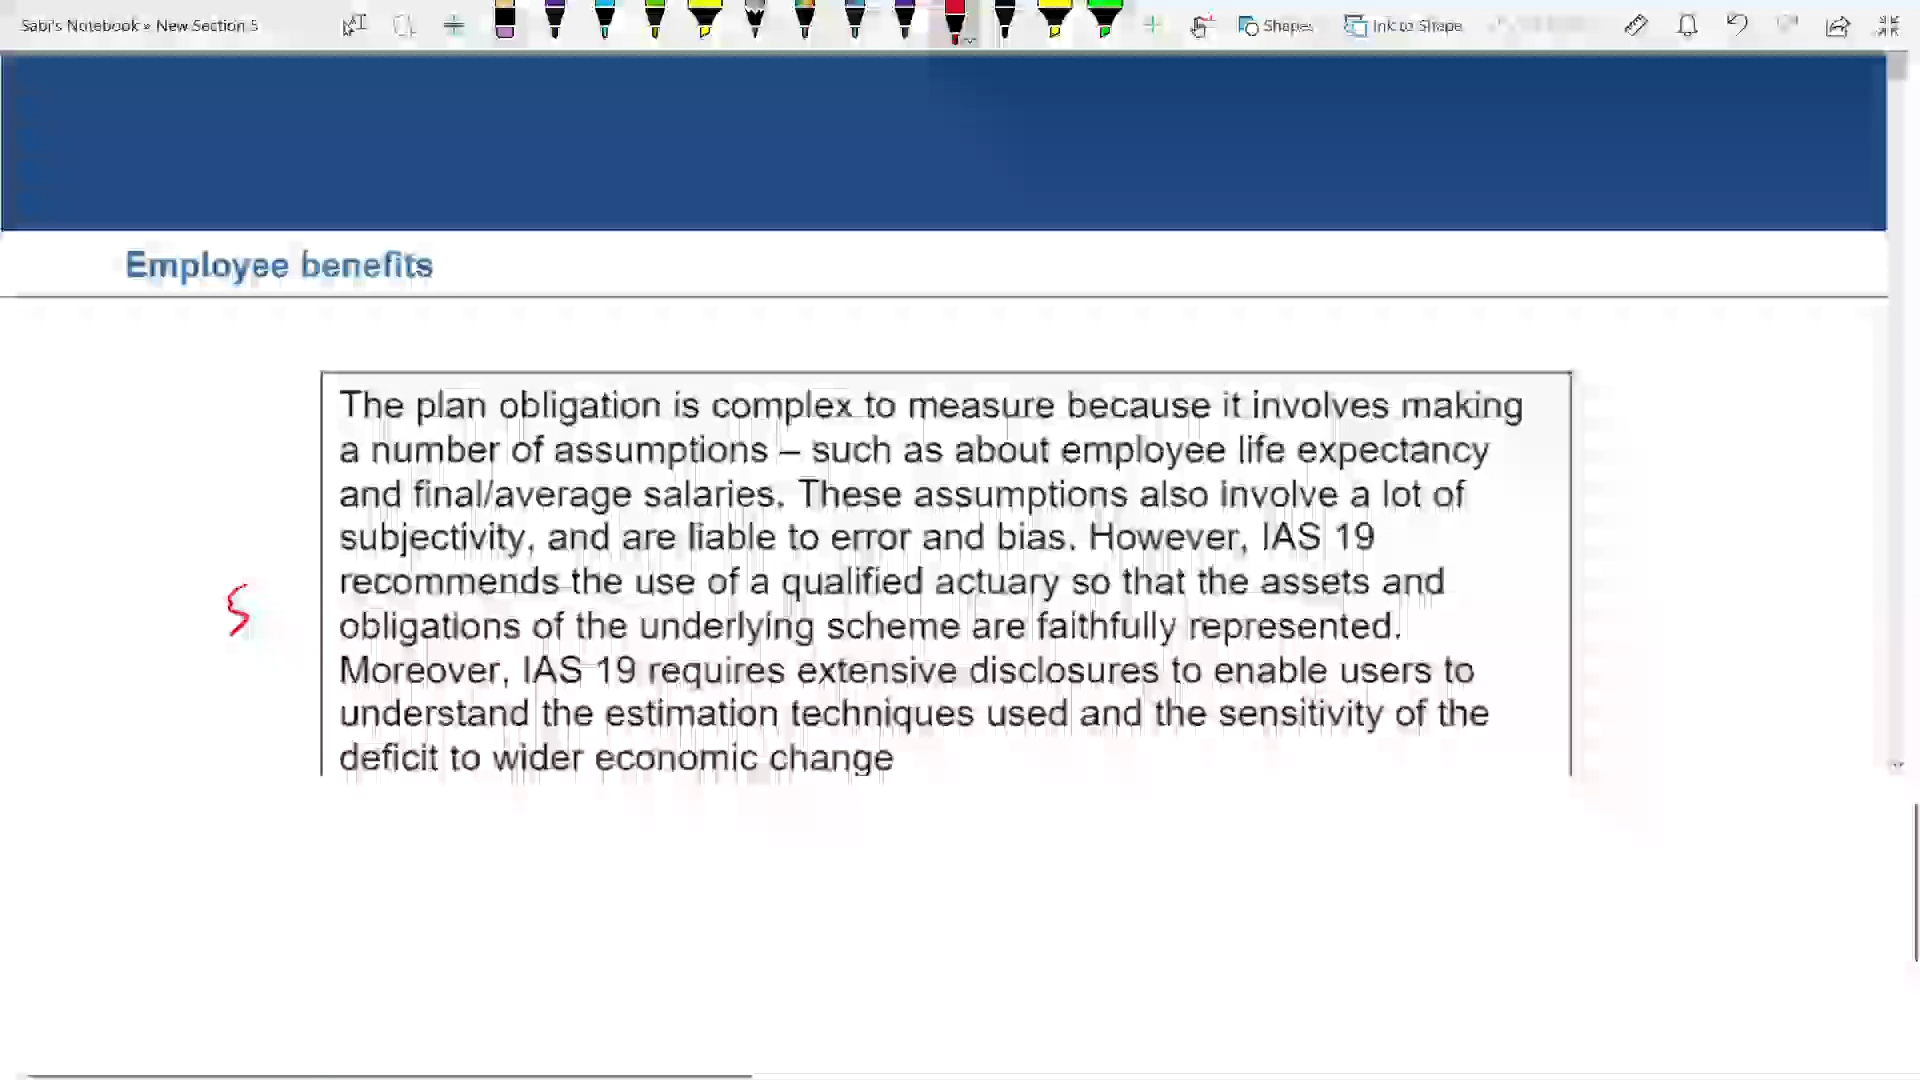 Sabi's Notebook » New Section 5
Shapes
Ink to Shape
Employee benefits
The plan obligation is complex to measure because it involves making
a number of assumptions – such as about employee life expectancy
and final/average salaries. These assumptions also involve a lot of
subjectivity, and are liable to error and bias. However, IAS 19
recommends the use of a qualified actuary so that the assets and
obligations of the underlying scheme are faithfully represented.
Moreover, IAS 19 requires extensive disclosures to enable users to
understand the estimation techniques used and the sensitivity of the
deficit to wider economic change